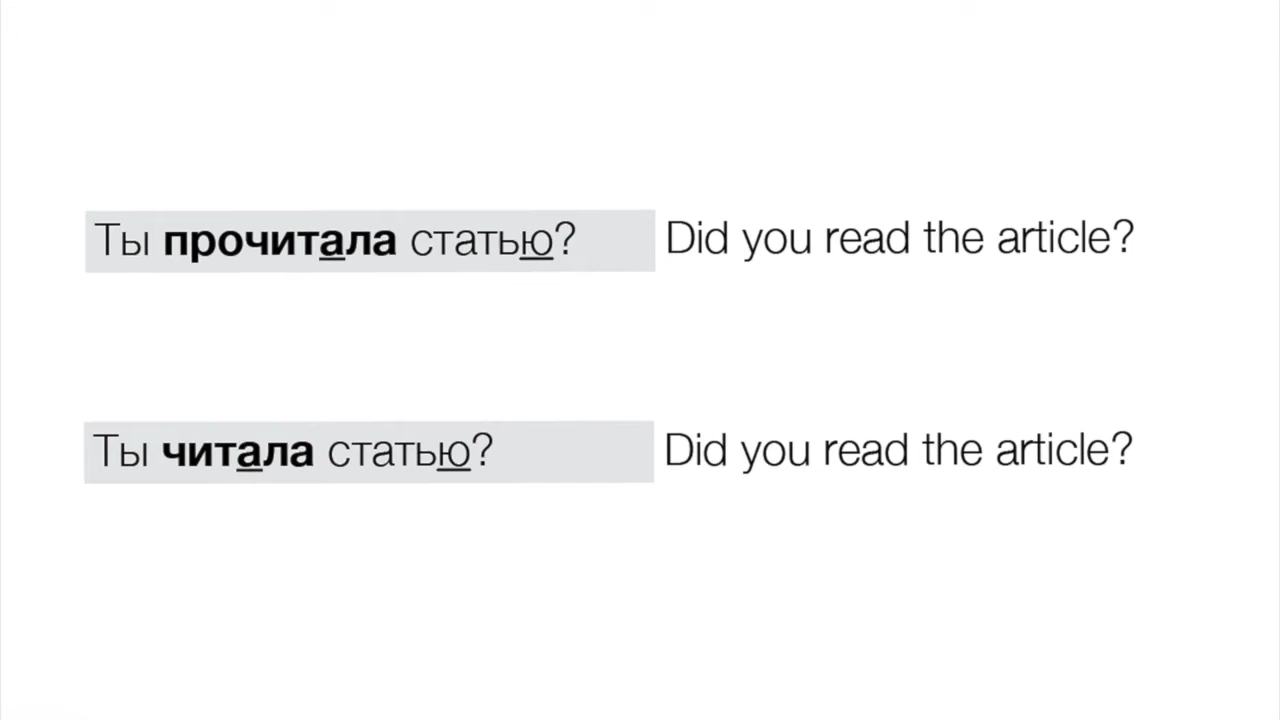 Ты прочитала статью? Did you read the article?
Ты читала статью? Did you read the article?